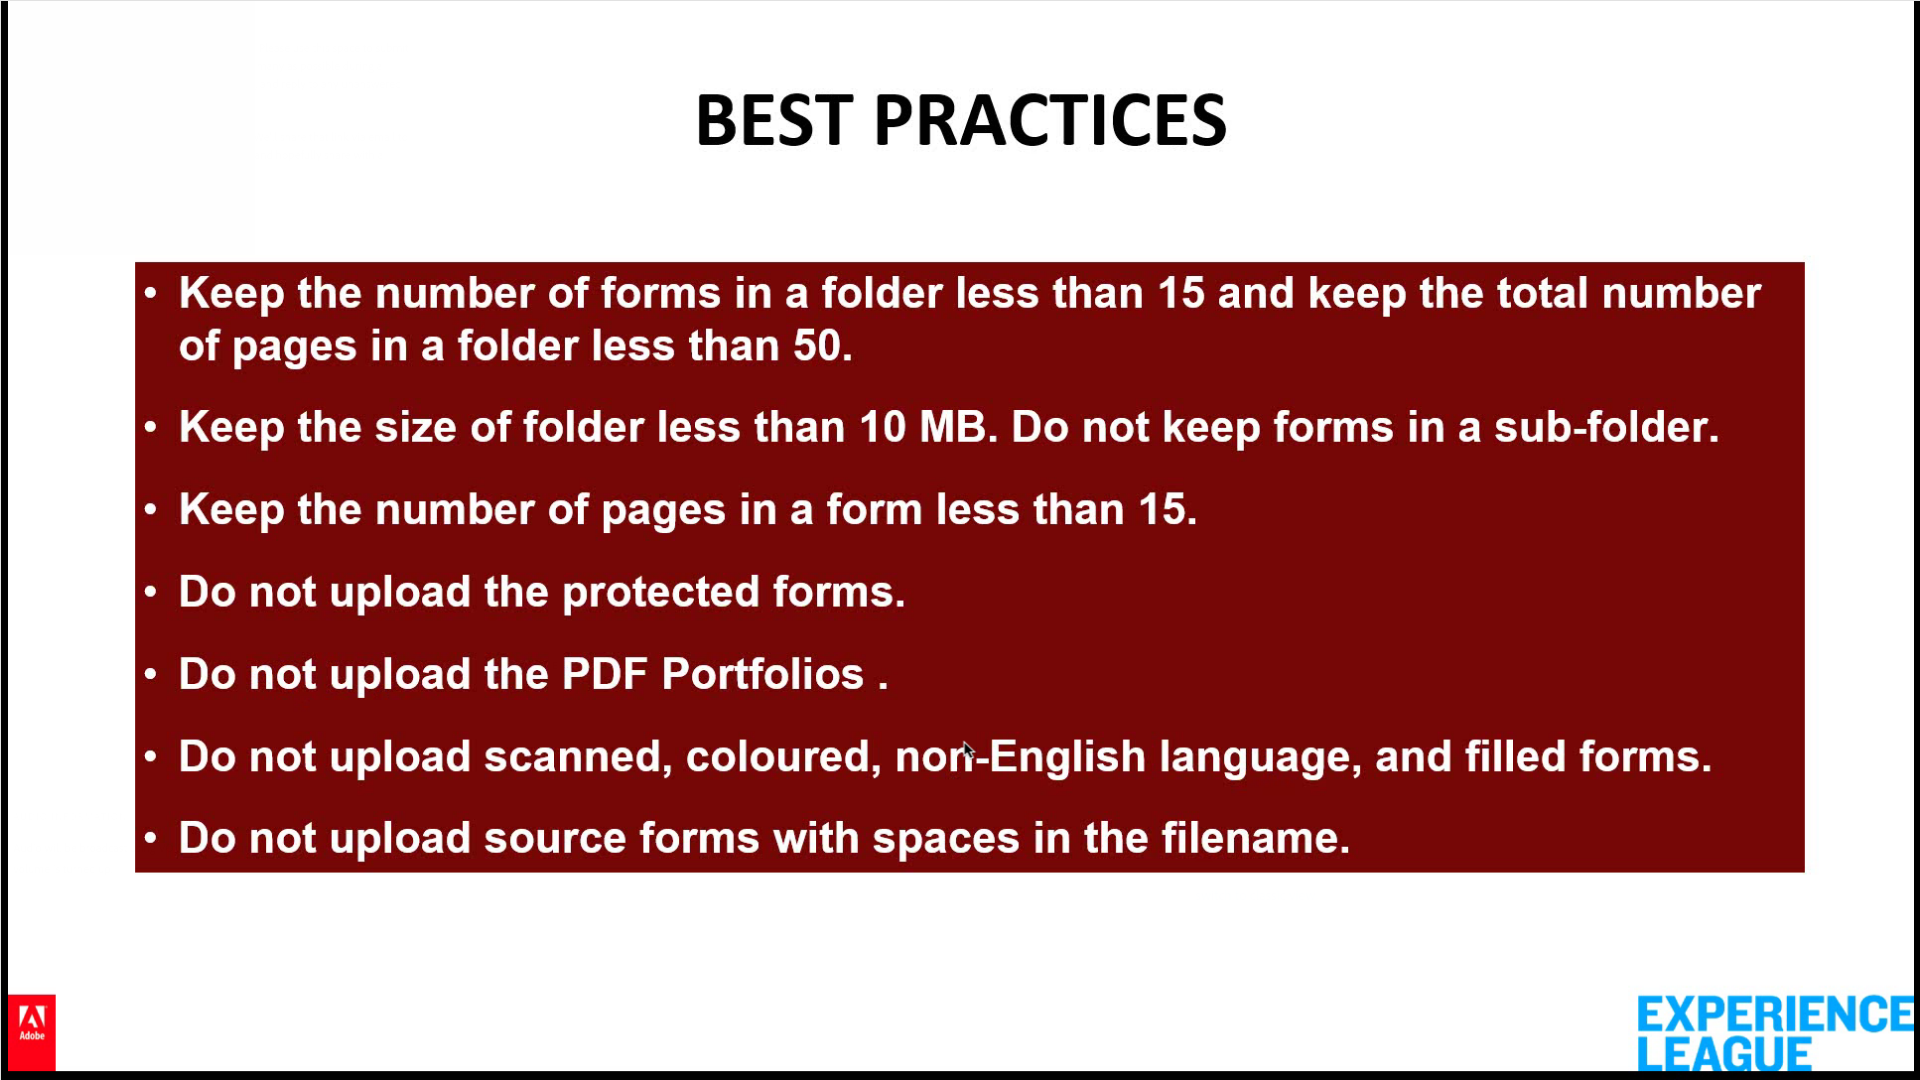 BEST PRACTICES
• Keep the number of forms in a folder less than 15 and keep the total number
of pages in a folder less than 50.
• Keep the size of folder less than 10 MB. Do not keep forms in a sub-folder.
• Keep the number of pages in a form less than 15.
• Do not upload the protected forms.
• Do not upload the PDF Portfolios .
• Do not upload scanned, coloured, non-English language, and filled forms.
• Do not upload source forms with spaces in the filename.
Adobe
EXPERIENCE
LEAGUE